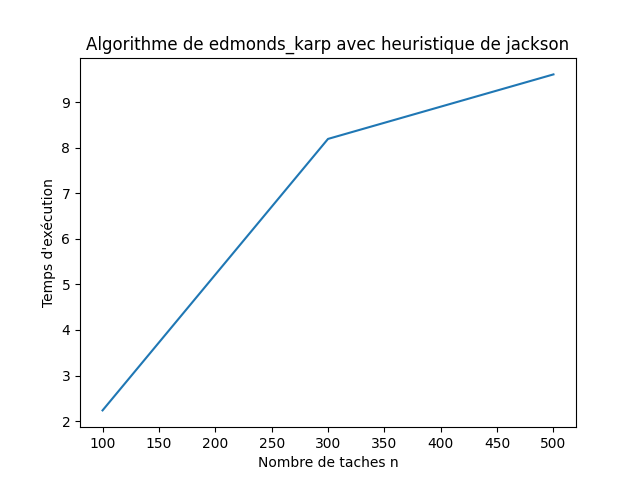 Algorithme de edmonds_karp avec heuristique de jackson
9
8
7
6
5
4
3
2
Temps d'exécution
100 150 200 250 300 350 400 450 500
Nombre de taches n